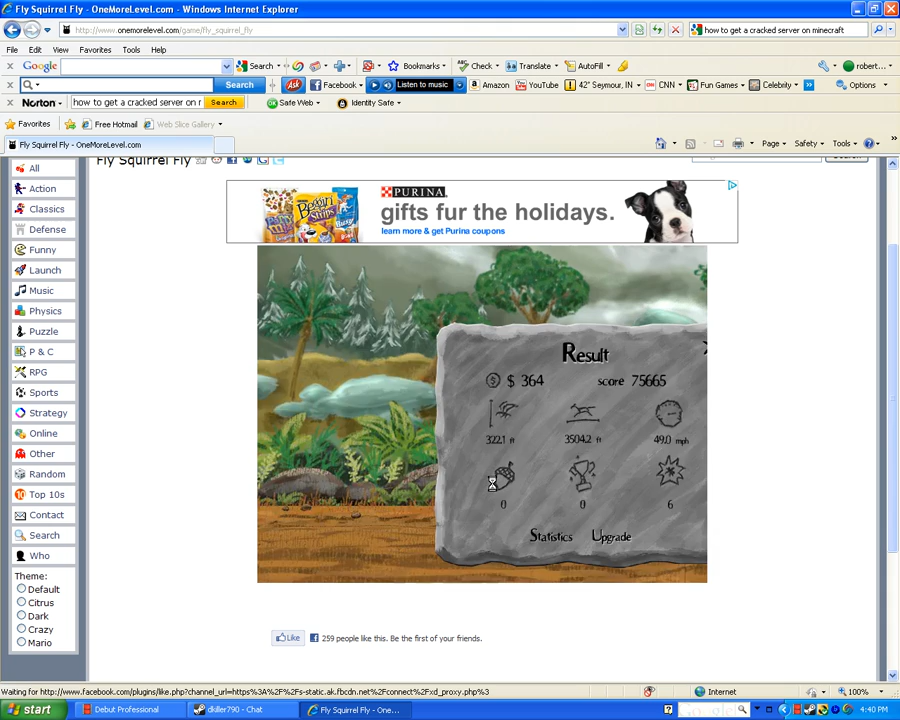 Fly Squirrel Fly - OneMoreLevel.com - Windows Internet Explorer
http://www.onemorelevel.com/game/fly_squirrel_fly
how to get a cracked server on minecraft
File Edit View Favorites Tools Help
Google Search Bookmarks Check Translate AutoFill robert...
Search Ask Facebook Listen to music Amazon YouTube 42° Seymour, IN CNN Fun Games Celebrity Options
Norton how to get a cracked server on r Search Safe Web Identity Safe
Favorites Free Hotmail Web Slice Gallery
Fly Squirrel Fly - OneMoreLevel.com
Page Safety Tools
Fly Squirrel Fly
Search
All
Action
Classics
Defense
Funny
Launch
Music
Physics
Puzzle
P & C
RPG
Sports
Strategy
Online
Other
Random
Top 10s
Contact
Search
Who
Theme:
Default
Citrus
Dark
Crazy
Mario
Beggin' Strips
PURINA
gifts fur the holidays.
learn more & get Purina coupons
Result
$ 364 score 75665
322.1 ft 3504.2 ft 49.0 mph
0 0 6
Statistics Upgrade
Like 259 people like this. Be the first of your friends.
Waiting for http://www.facebook.com/plugins/like.php?channel_url=https%3A%2F%2Fs-static.ak.fbcdn.net%2Fconnect%2Fxd_proxy.php%3 Internet 100%
start Debut Professional dkiller790 - Chat Fly Squirrel Fly - One... Google 4:40 PM